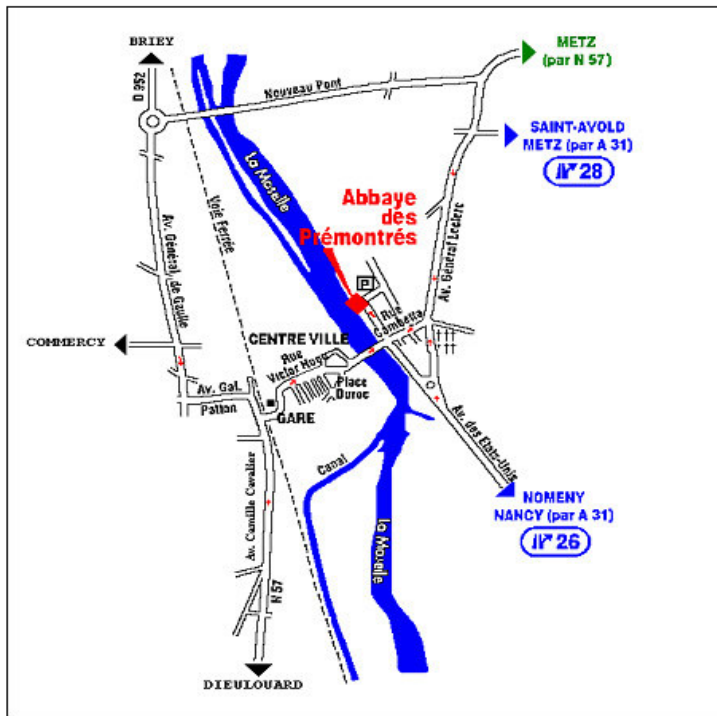 BRIEY
METZ
(par N 57)
D 952
Nouveau Pont
SAINT-AVOLD
METZ (par A 31)
28
La Moselle
Voie Ferrée
Abbaye
des
Prémontrés
Av. Général
de Gaulle
Av. Général Leclerc
P
Rue
Gambetta
COMMERCY
CENTRE VILLE
Rue
Victor Hugo
Place
Duroc
Av. Gal.
Patton
GARE
Av. des Etats-Unis
Canal
Av. Camille Cavalier
NOMENY
NANCY (par A 31)
26
La Moselle
N 57
DIEULOUARD